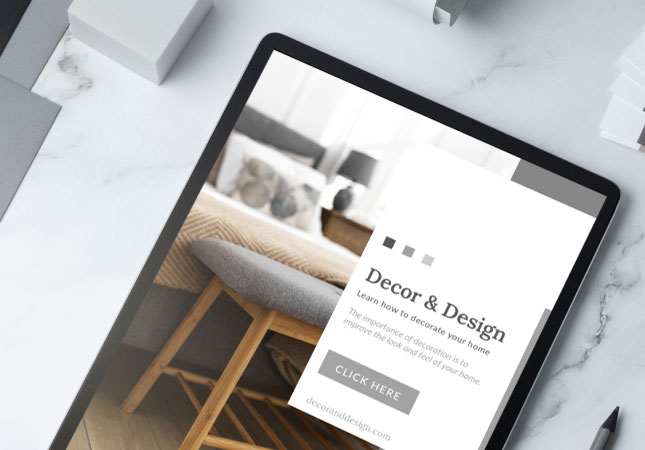 Decor & Design
Learn how to decorate your home
The importance of decoration is to
improve the look and feel of your home.
CLICK HERE
decoranddesign.com